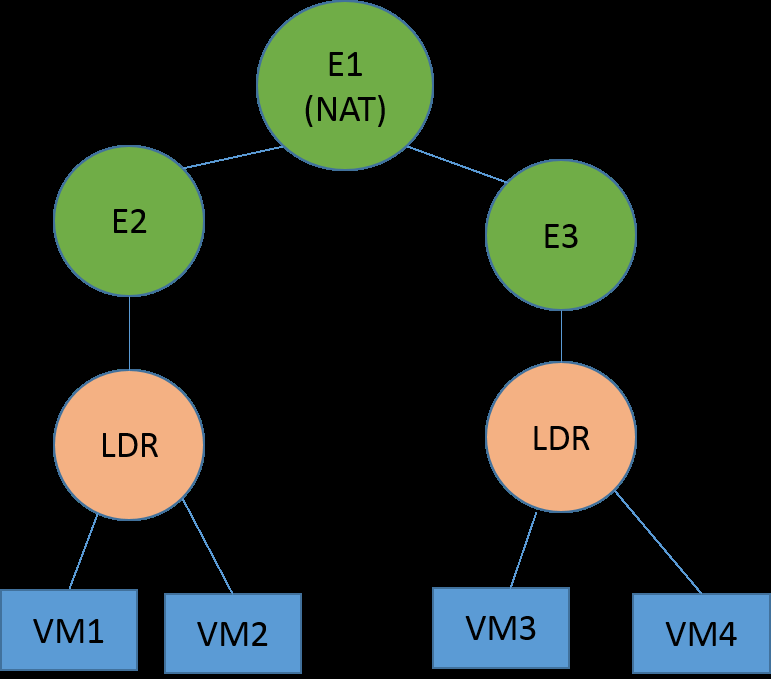 E1
(NAT)
E2
E3
LDR
LDR
VM1
VM2
VM3
VM4